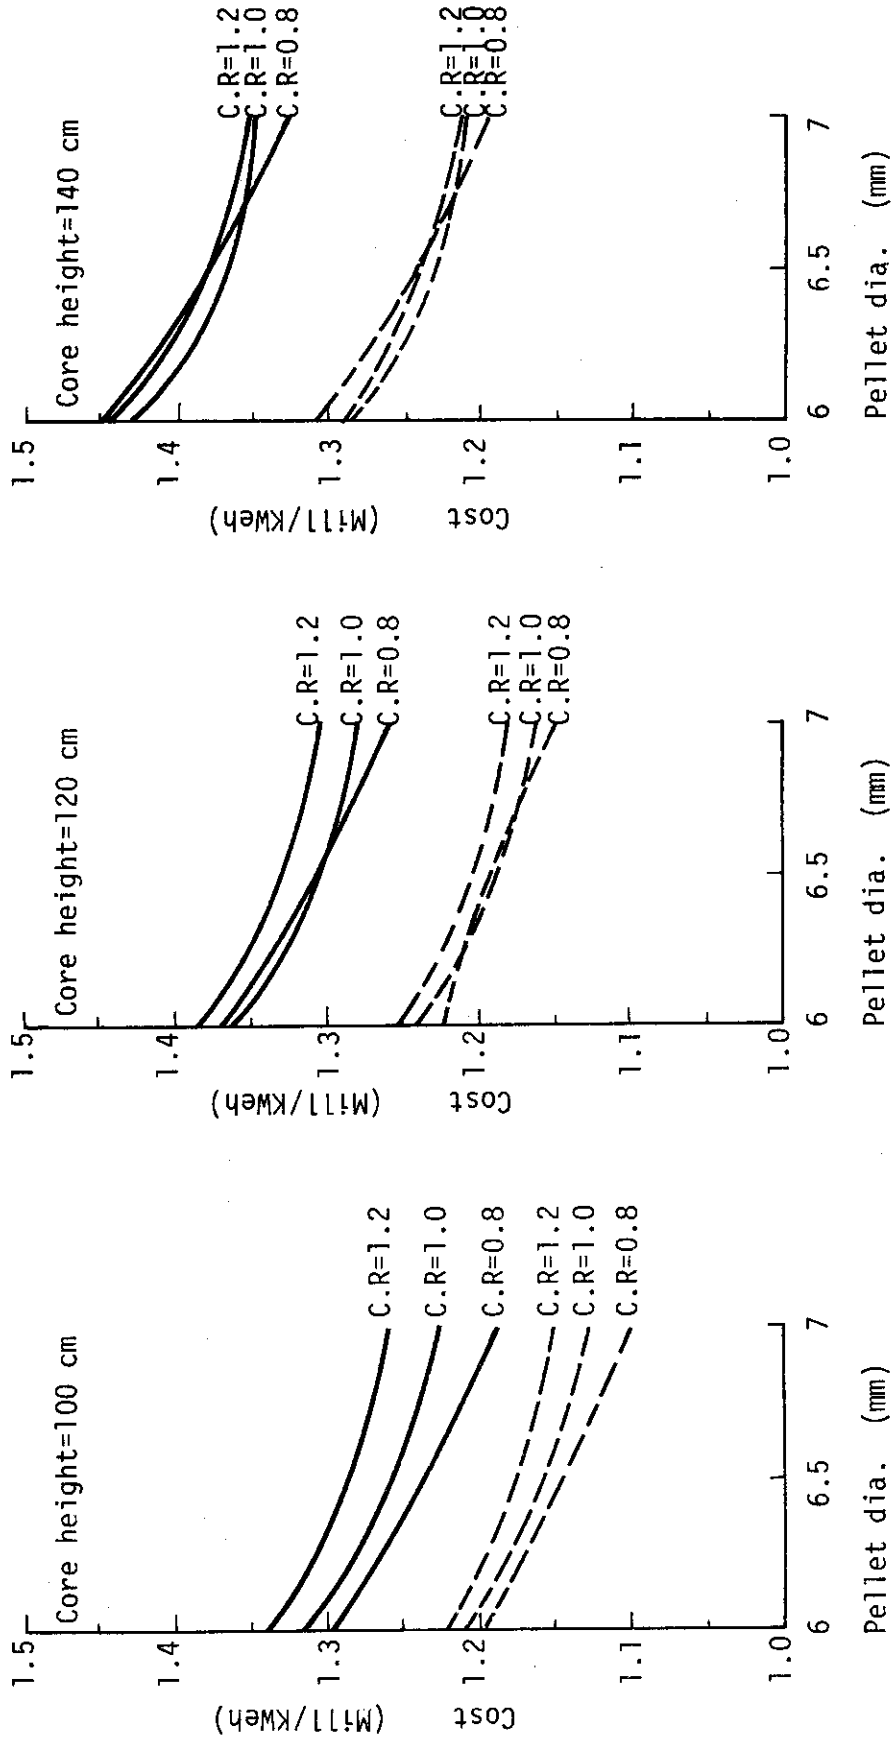 Core height=100 cm
1.5
1.4
1.3
1.2
1.1
1.0
Cost
(Mill/KWeh)
C.R=1.2
C.R=1.0
C.R=0.8
C.R=1.2
C.R=1.0
C.R=0.8
6
6.5
7
Pellet dia. (mm)
Core height=120 cm
1.5
1.4
1.3
1.2
1.1
1.0
Cost
(Mill/KWeh)
C.R=1.2
C.R=1.0
C.R=0.8
C.R=1.2
C.R=1.0
C.R=0.8
6
6.5
7
Pellet dia. (mm)
Core height=140 cm
1.5
1.4
1.3
1.2
1.1
1.0
Cost
(Mill/KWeh)
C.R=1.2
C.R=1.0
C.R=0.8
C.R=1.2
C.R=1.0
C.R=0.8
6
6.5
7
Pellet dia. (mm)